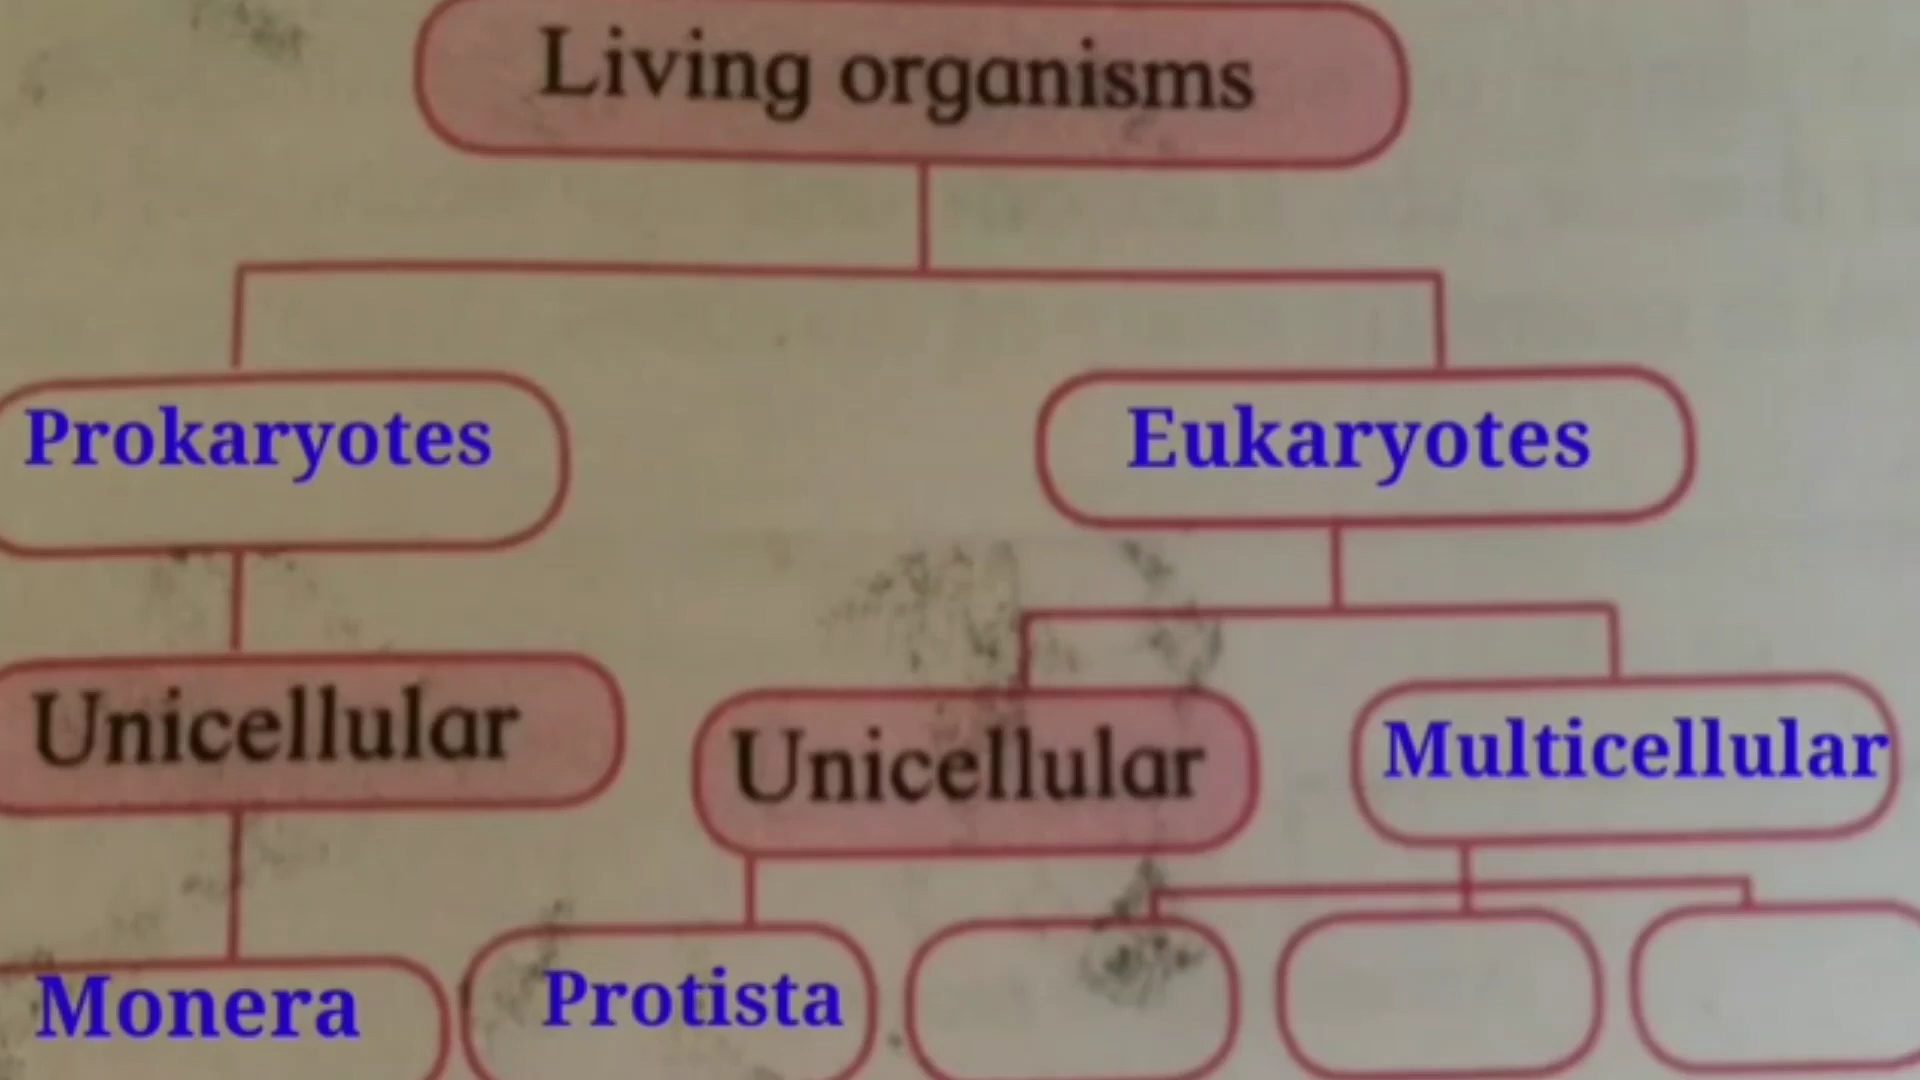 Living organisms
Prokaryotes
Eukaryotes
Unicellular
Unicellular
Multicellular
Monera
Protista